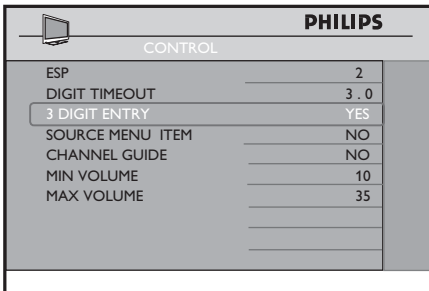 PHILIPS
CONTROL
ESP 2
DIGIT TIMEOUT 3 . 0
3 DIGIT ENTRY YES
SOURCE MENU ITEM NO
CHANNEL GUIDE NO
MIN VOLUME 10
MAX VOLUME 35